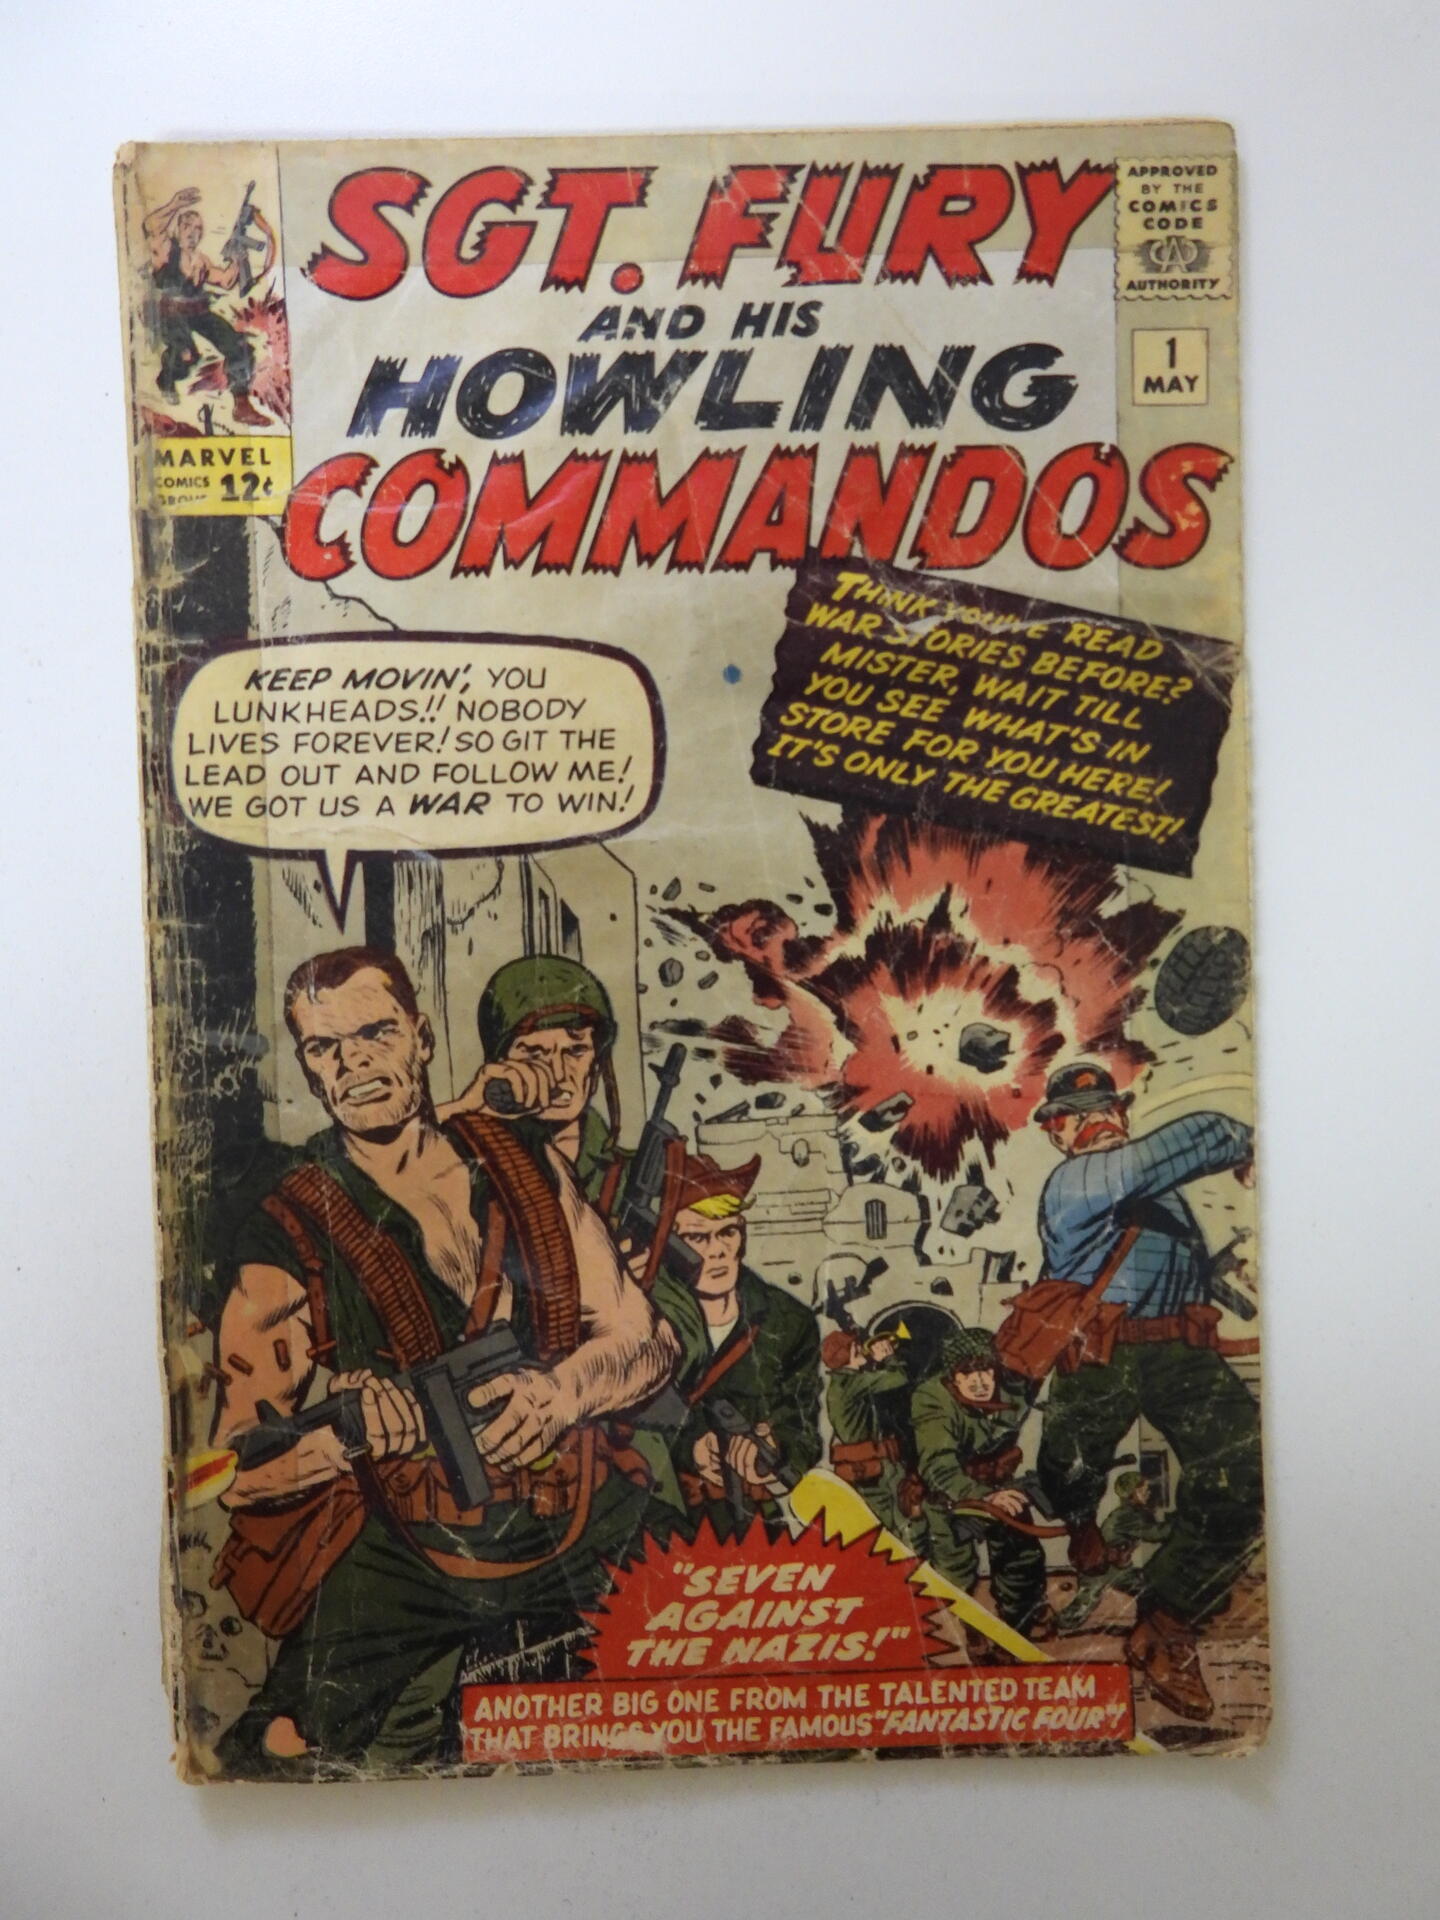 SGT. FURY
AND HIS
HOWLING
COMMANDOS
APPROVED
BY THE
COMICS
CODE
CA
AUTHORITY
1
MAY
MARVEL
COMICS
GROUP 12¢
THINK YOU'VE READ
WAR STORIES BEFORE?
MISTER, WAIT TILL
YOU SEE WHAT'S IN
STORE FOR YOU HERE!
IT'S ONLY THE GREATEST!
KEEP MOVIN', YOU
LUNKHEADS!! NOBODY
LIVES FOREVER! SO GIT THE
LEAD OUT AND FOLLOW ME!
WE GOT US A WAR TO WIN!
"SEVEN
AGAINST
THE NAZIS!"
ANOTHER BIG ONE FROM THE TALENTED TEAM
THAT BRINGS YOU THE FAMOUS "FANTASTIC FOUR"!